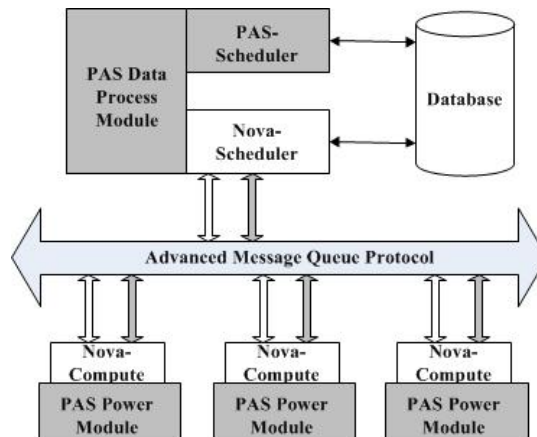 PAS-
Scheduler
PAS Data
Process
Module
Database
Nova-
Scheduler
Advanced Message Queue Protocol
Nova-
Compute
PAS Power
Module
Nova-
Compute
PAS Power
Module
Nova-
Compute
PAS Power
Module